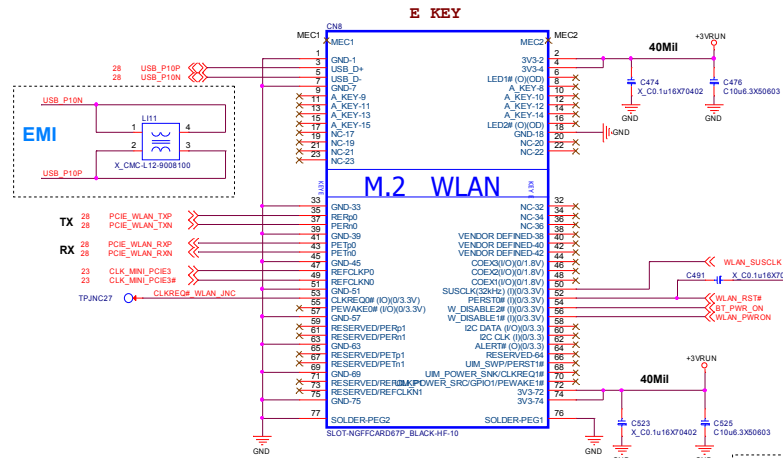 E KEY
CN8
MEC1
MEC2
MEC1
MEC2
1
GND-1
3
USB_D+
5
USB_D-
7
GND-7
9
A_KEY-9
11
A_KEY-11
13
A_KEY-13
15
A_KEY-15
17
NC-17
19
NC-19
21
NC-21
23
NC-23
2
3V3-2
4
3V3-4
6
LED1# (O)(OD)
8
A_KEY-8
10
A_KEY-10
12
A_KEY-12
14
A_KEY-14
16
LED2# (O)(OD)
18
GND-18
20
NC-20
22
NC-22
28 USB_P10P
28 USB_P10N
USB_P10N
EMI
LI11
1
4
2
3
X_CMC-L12-9008100
USB_P10P
40Mil
+3VRUN
C474
X_C0.1u16X70402
C476
C10u6.3X50603
GND
GND
GND
M.2 WLAN
KEY E
KEY E
33
GND-33
35
RERp0
37
RERn0
39
GND-39
41
PETp0
43
PETn0
45
GND-45
47
REFCLKP0
49
REFCLKN0
51
GND-51
53
CLKREQ0# (IO)(0/3.3V)
55
PEWAKE0# (I/O)(0/3.3V)
57
GND-57
59
RESERVED/PERp1
61
RESERVED/PERn1
63
GND-63
65
RESERVED/PETp1
67
RESERVED/PETn1
69
GND-69
71
73
RESERVED/REFCLKN1
75
GND-75
77
SOLDER-PEG2
32
NC-32
34
NC-34
36
NC-36
38
VENDOR DEFINED-38
40
VENDOR DEFINED-40
42
VENDOR DEFINED-42
44
COEX3(I/O)(0/1.8V)
46
COEX2(I/O)(0/1.8V)
48
COEX1(I/O)(0/1.8V)
50
SUSCLK(32kHz) (I)(0/3.3V)
52
PERST0# (I)(0/3.3V)
54
W_DISABLE2# (I)(0/3.3V)
56
W_DISABLE1# (I)(0/3.3V)
58
I2C DATA (I/O)(0/3.3)
60
I2C CLK (I)(0/3.3)
62
ALERT# (O)(0/3.3)
64
RESERVED-64
66
UIM_SWP/PERST1#
68
UIM_POWER_SNK/CLKREQ1#
70
72
3V3-72
74
3V3-74
76
SOLDER-PEG1
TX
28 PCIE_WLAN_TXP
28 PCIE_WLAN_TXN
RX
28 PCIE_WLAN_RXP
28 PCIE_WLAN_RXN
23 CLK_MINI_PCIE3
23 CLK_MINI_PCIE3#
TPJNC27
CLKREQ#_WLAN_JNC
WLAN_SUSCLK
C491
WLAN_RST#
BT_PWR_ON
WLAN_PWRON
40Mil
+3VRUN
C523
X_C0.1u16X70402
C525
C10u6.3X50603
SLOT-NGFFCARD67P_BLACK-HF-10
GND
GND